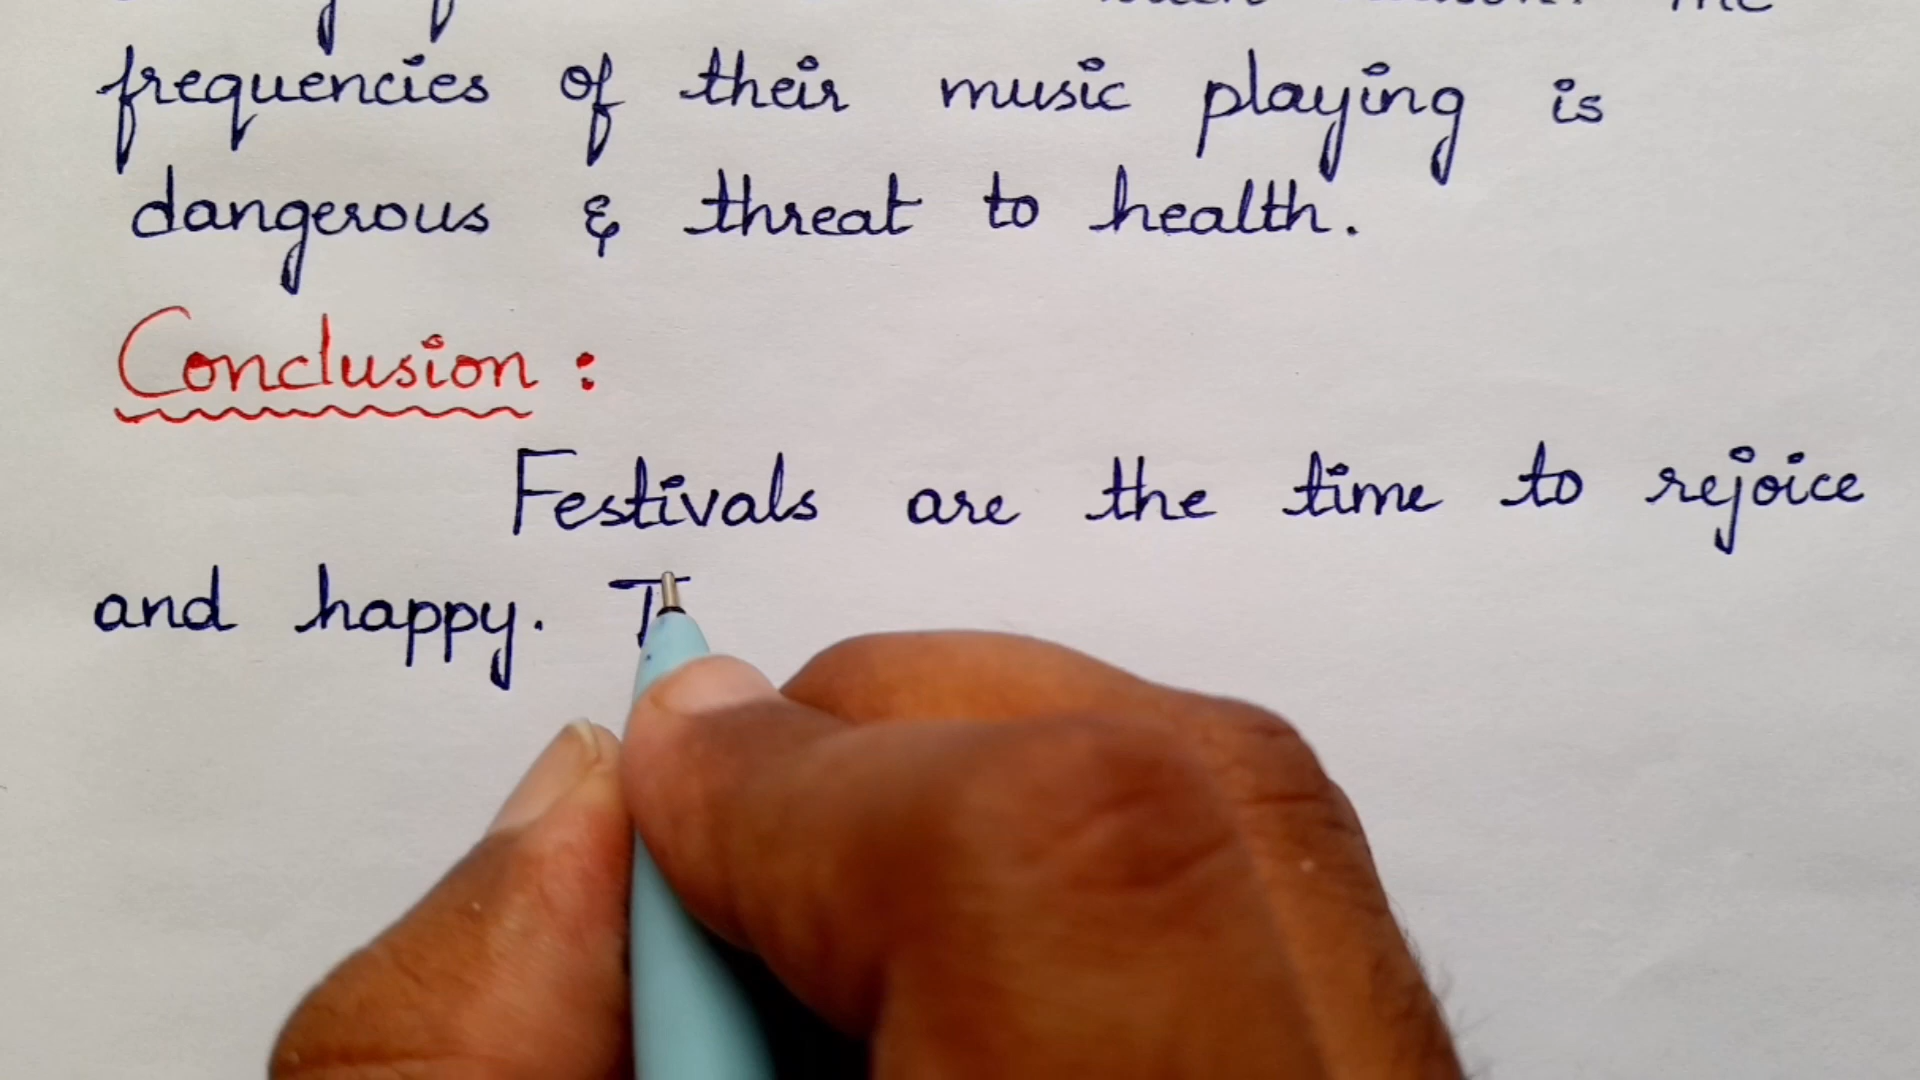 frequencies of their music playing is
dangerous & threat to health.
Conclusion :
Festivals are the time to rejoice
and happy. T